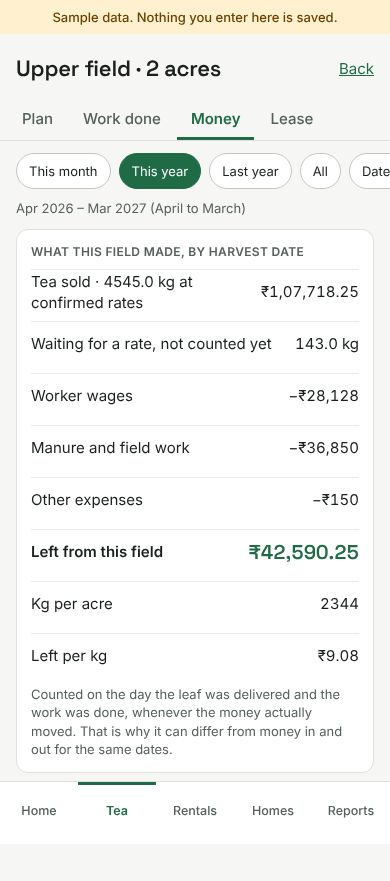 Sample data. Nothing you enter here is saved.
Upper field · 2 acres
Back
Plan
Work done
Money
Lease
This month
This year
Last year
All
Date
Apr 2026 – Mar 2027 (April to March)
WHAT THIS FIELD MADE, BY HARVEST DATE
Tea sold · 4545.0 kg at
confirmed rates
₹1,07,718.25
Waiting for a rate, not counted yet
143.0 kg
Worker wages
−₹28,128
Manure and field work
−₹36,850
Other expenses
−₹150
Left from this field
₹42,590.25
Kg per acre
2344
Left per kg
₹9.08
Counted on the day the leaf was delivered and the
work was done, whenever the money actually
moved. That is why it can differ from money in and
out for the same dates.
Home
Tea
Rentals
Homes
Reports